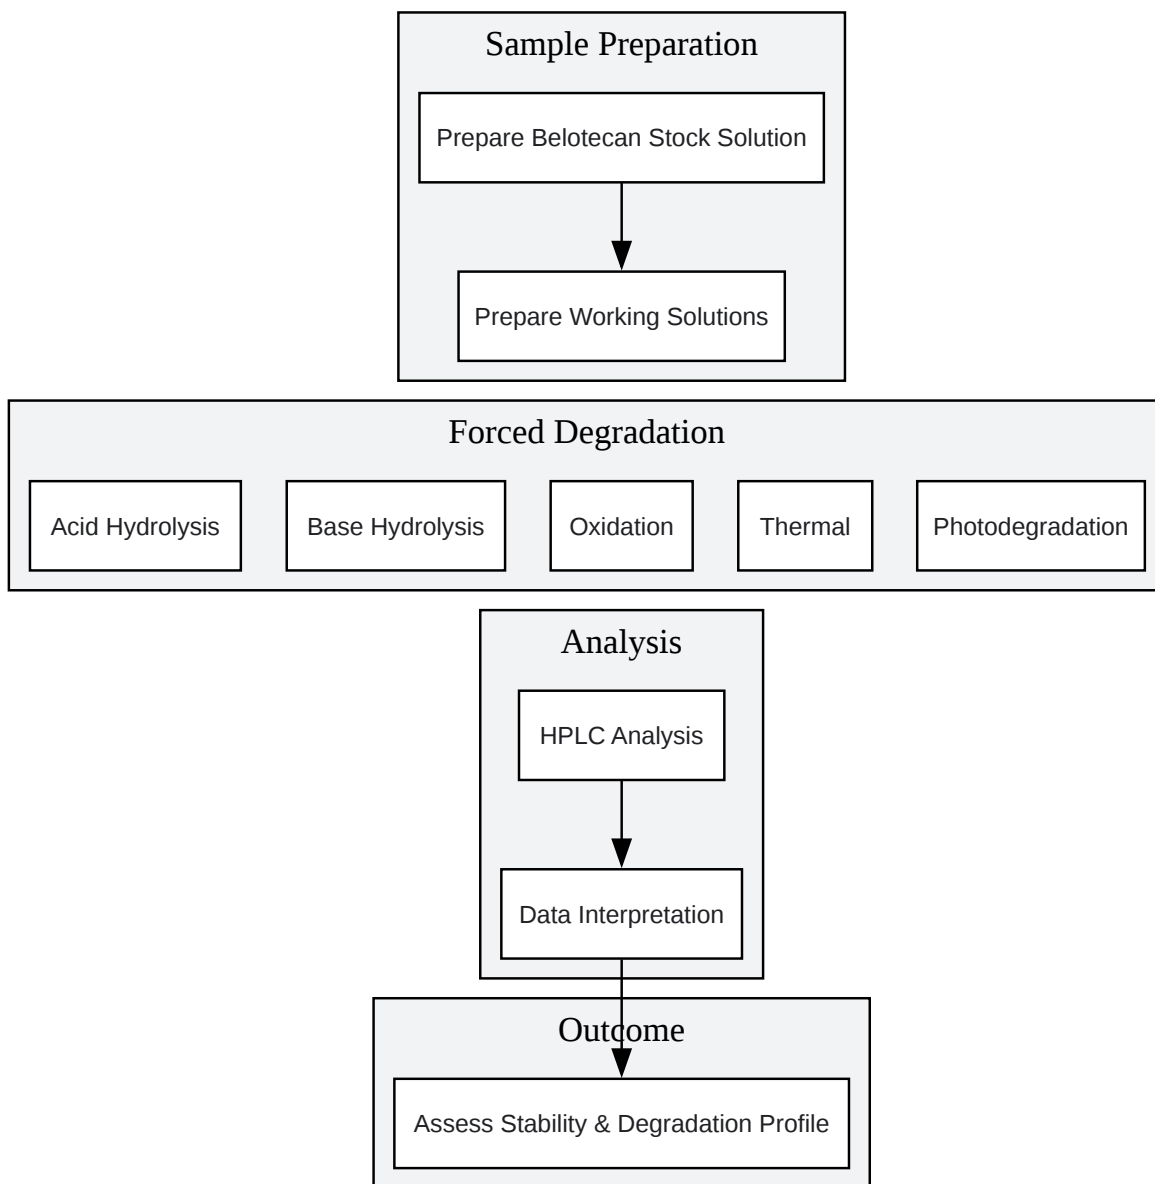 Sample Preparation
Prepare Belotecan Stock Solution
Prepare Working Solutions
Forced Degradation
Acid Hydrolysis
Base Hydrolysis
Oxidation
Thermal
Photodegradation
Analysis
HPLC Analysis
Data Interpretation
Outcome
Assess Stability & Degradation Profile